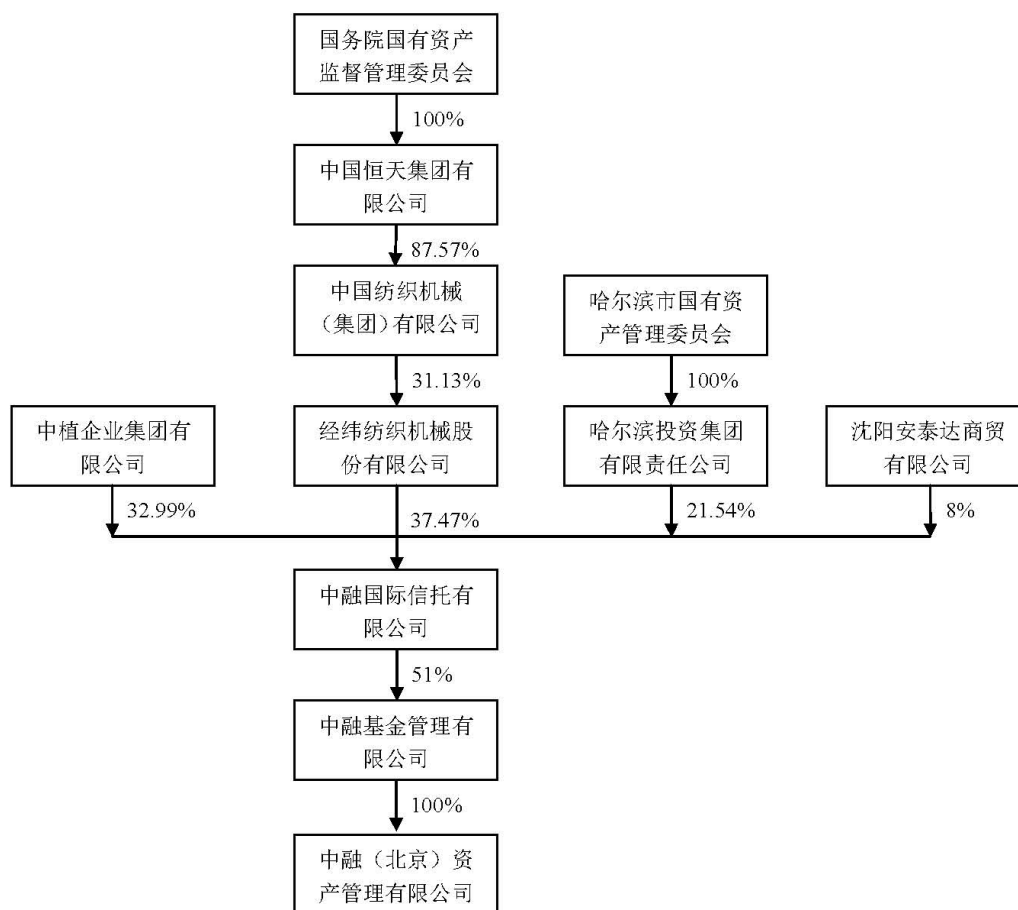 国务院国有资产
监督管理委员会
100%
中国恒天集团有
限公司
87.57%
中国纺织机械
（集团）有限公司
哈尔滨市国有资
产管理委员会
31.13%
100%
中植企业集团有
限公司
经纬纺织机械股
份有限公司
哈尔滨投资集团
有限责任公司
沈阳安泰达商贸
有限公司
32.99%
37.47%
21.54%
8%
中融国际信托有
限公司
51%
中融基金管理有
限公司
100%
中融（北京）资
产管理有限公司